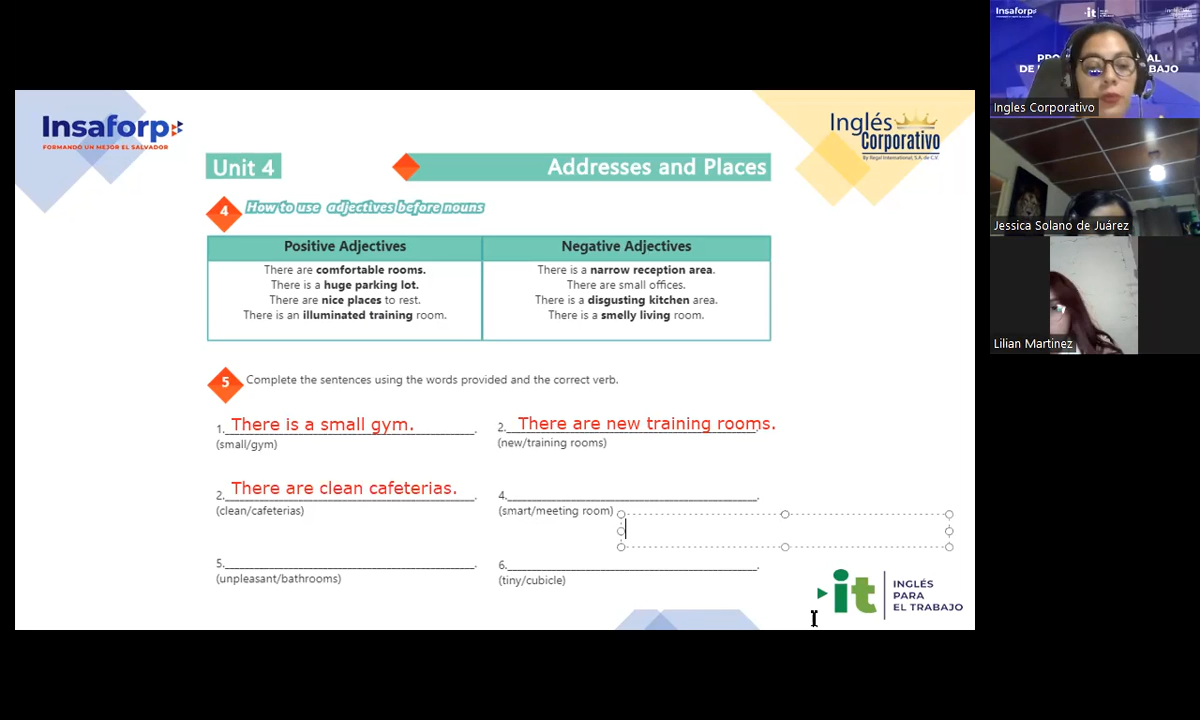 Insaforp
FORMANDO UN MEJOR EL SALVADOR
Inglés
Corporativo
By Regal International, S.A. de C.V.
Unit 4
Addresses and Places
4
How to use adjectives before nouns
Positive Adjectives
Negative Adjectives
There are comfortable rooms.
There is a huge parking lot.
There are nice places to rest.
There is an illuminated training room.
There is a narrow reception area.
There are small offices.
There is a disgusting kitchen area.
There is a smelly living room.
5
Complete the sentences using the words provided and the correct verb.
1. There is a small gym.
(small/gym)
2. There are new training rooms.
(new/training rooms)
2. There are clean cafeterias.
(clean/cafeterias)
4.
(smart/meeting room)
5.
(unpleasant/bathrooms)
6.
(tiny/cubicle)
it
INGLÉS
PARA
EL TRABAJO
Insaforp
it
Ingles Corporativo
Jessica Solano de Juárez
Lilian Martinez